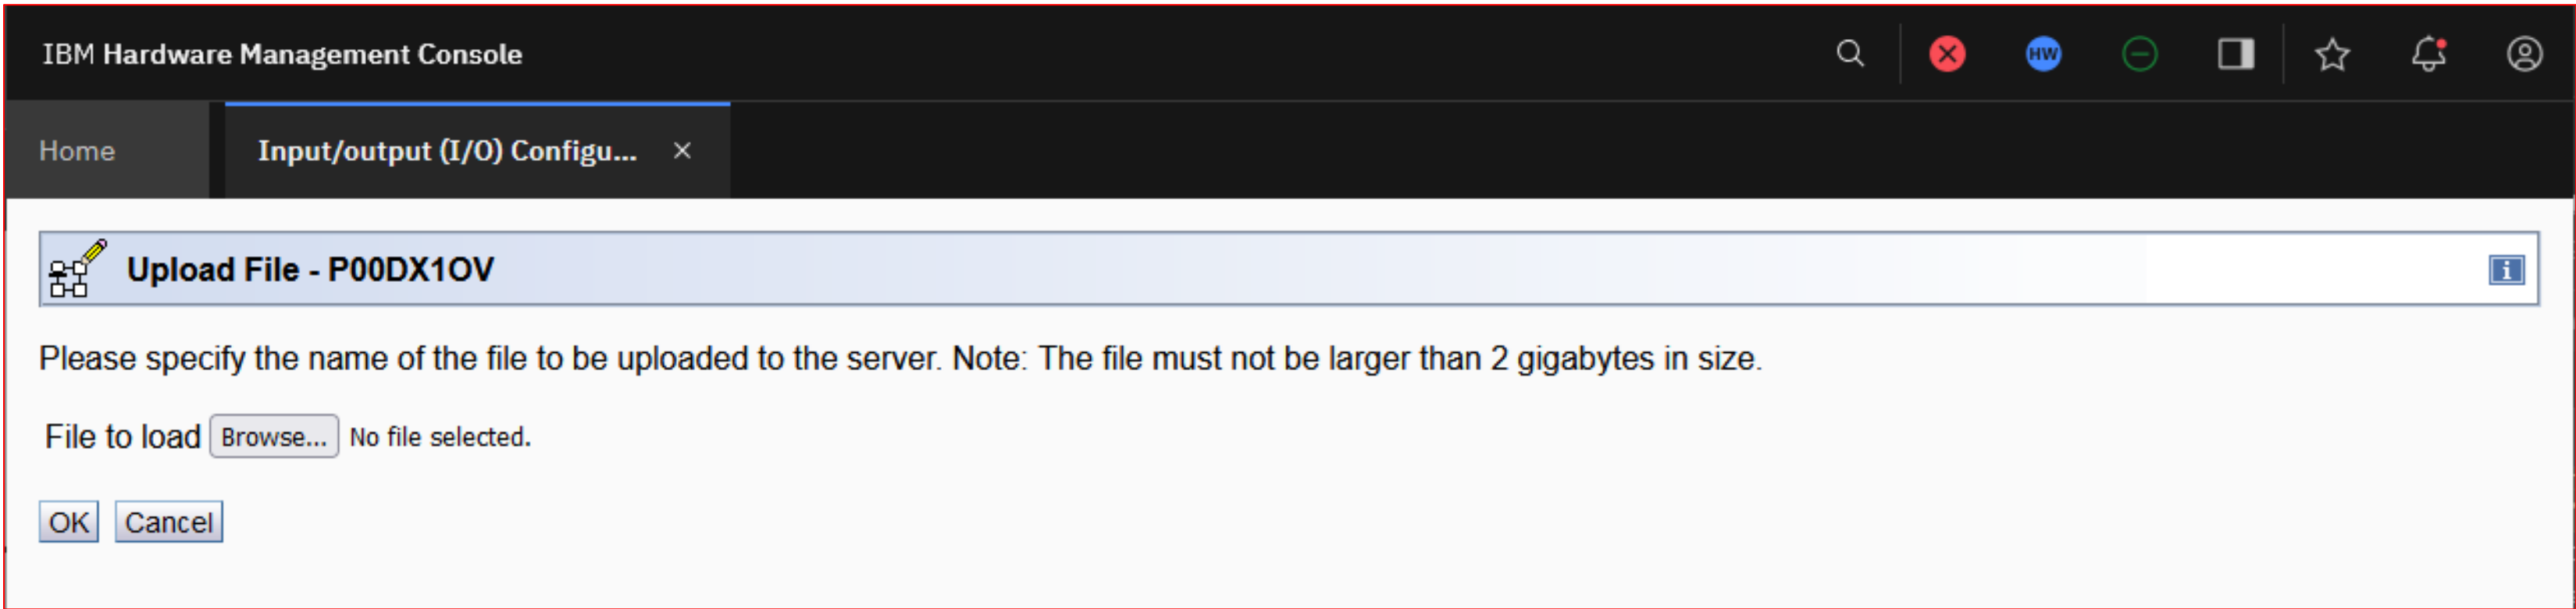 IBM Hardware Management Console
HW
Home
Input/output (I/O) Configu...
Upload File - P00DX1OV
i
Please specify the name of the file to be uploaded to the server. Note: The file must not be larger than 2 gigabytes in size.
File to load Browse... No file selected.
OK Cancel